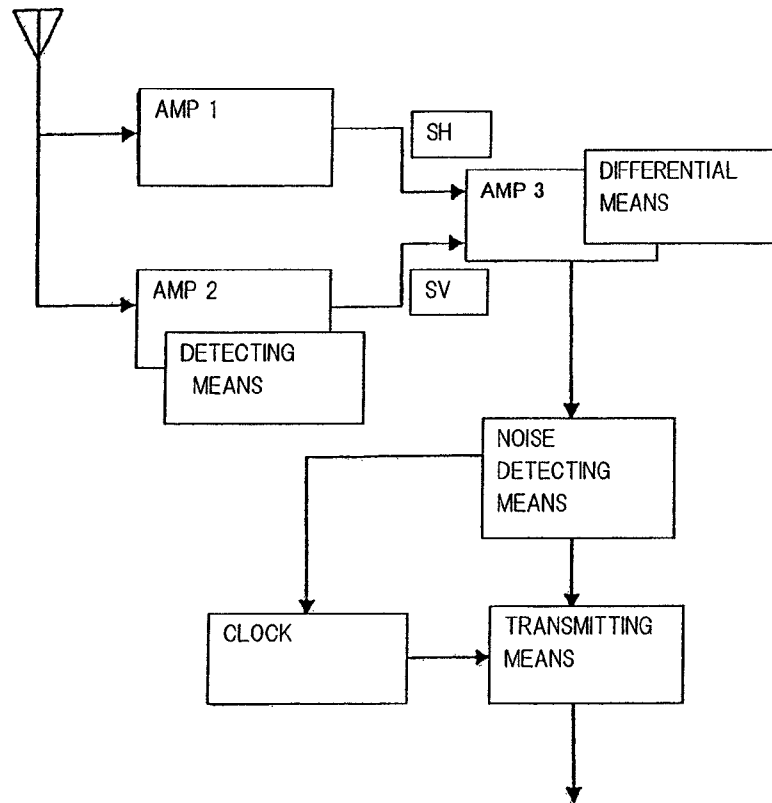 AMP 1
SH
AMP 3
DIFFERENTIAL
MEANS
AMP 2
SV
DETECTING
MEANS
NOISE
DETECTING
MEANS
CLOCK
TRANSMITTING
MEANS